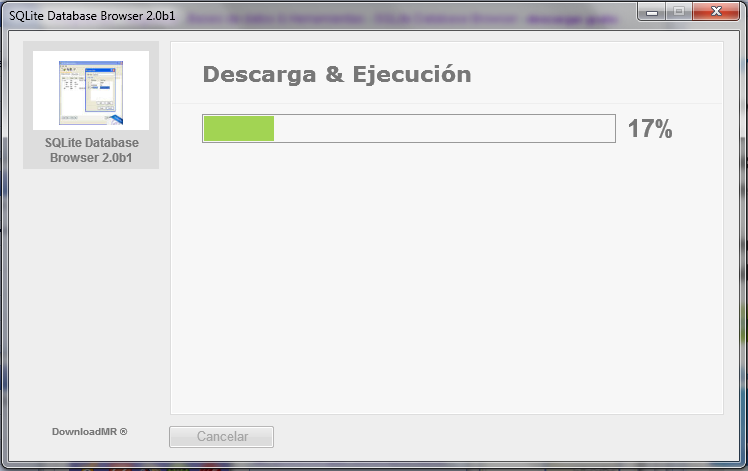 SQLite Database Browser 2.0b1
Descarga & Ejecución
17%
SQLite Database
Browser 2.0b1
DownloadMR ®
Cancelar